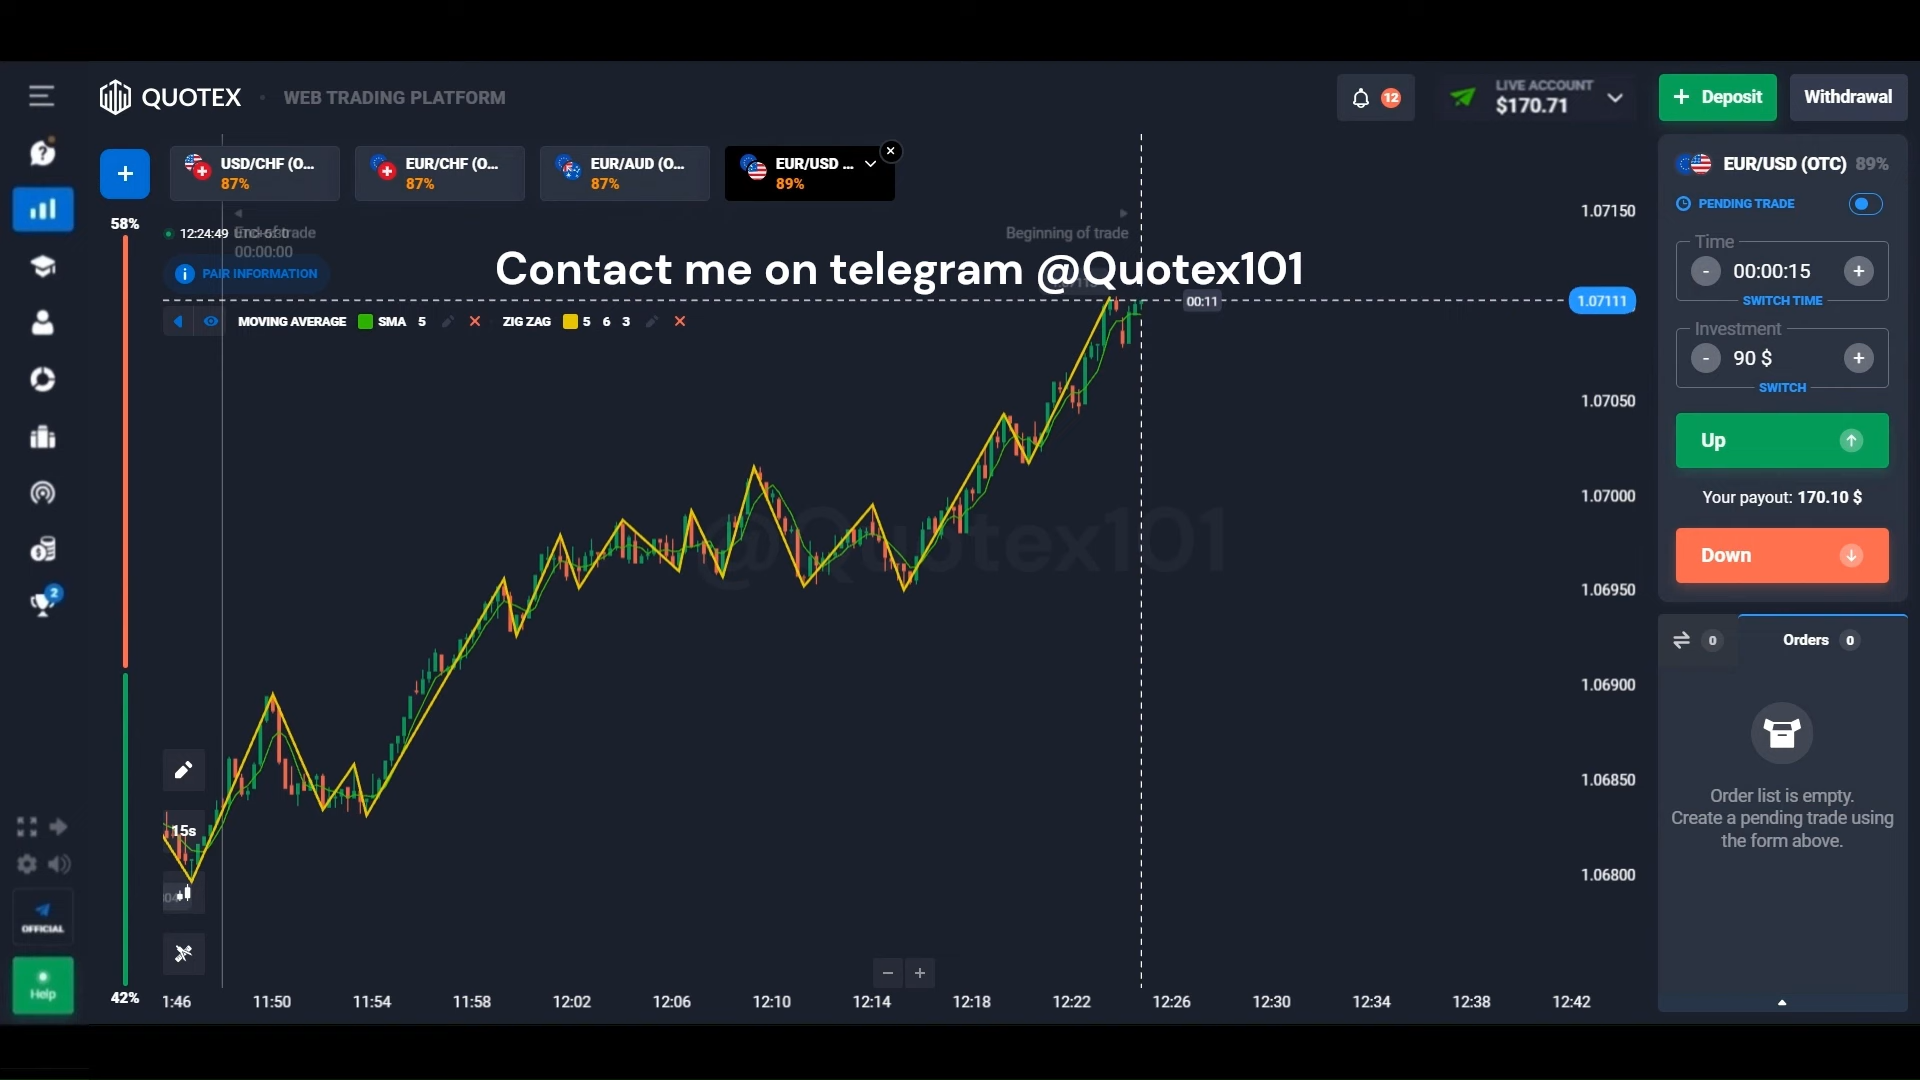 QUOTEX
WEB TRADING PLATFORM
12
LIVE ACCOUNT
$170.71
+ Deposit
Withdrawal
USD/CHF (O...
87%
EUR/CHF (O...
87%
EUR/AUD (O...
87%
EUR/USD ...
89%
EUR/USD (OTC) 89%
PENDING TRADE
Time
- 00:00:15 +
SWITCH TIME
Investment
- 90 $ +
SWITCH
Up
Your payout: 170.10 $
Down
0
Orders 0
Order list is empty.
Create a pending trade using
the form above.
58%
12:24:49
End of trade
00:00:00
Beginning of trade
PAIR INFORMATION
Contact me on telegram @Quotex101
00:11
1.07111
MOVING AVERAGE SMA 5
ZIG ZAG 5 6 3
@Quotex101
1.07150
1.07050
1.07000
1.06950
1.06900
1.06850
1.06800
2
15s
OFFICIAL
Help
42%
1:46 11:50 11:54 11:58 12:02 12:06 12:10 12:14 12:18 12:22 12:26 12:30 12:34 12:38 12:42